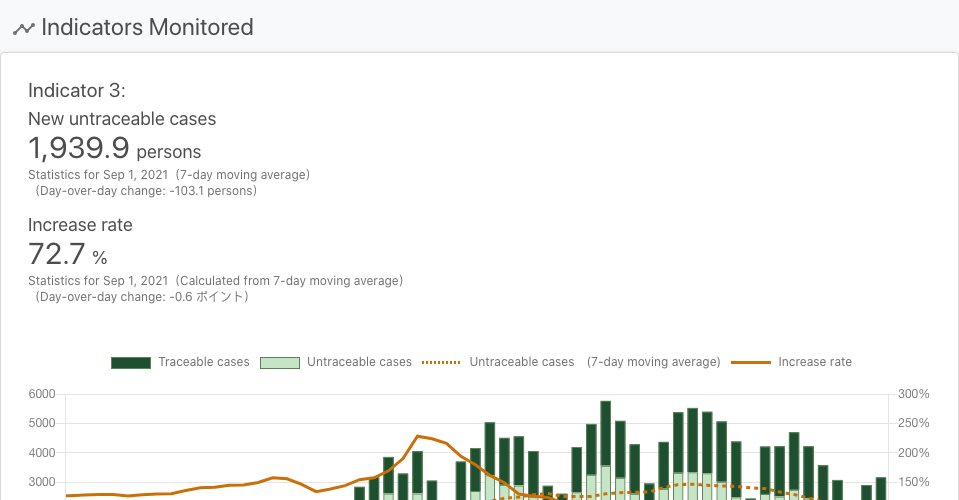 Indicators Monitored
Indicator 3:
New untraceable cases
1,939.9 persons
Statistics for Sep 1, 2021（7-day moving average）
（Day-over-day change: -103.1 persons）
Increase rate
72.7 %
Statistics for Sep 1, 2021（Calculated from 7-day moving average）
（Day-over-day change: -0.6 ポイント）
Traceable cases Untraceable cases Untraceable cases （7-day moving average） Increase rate
6000 300%
5000 250%
4000 200%
3000 150%